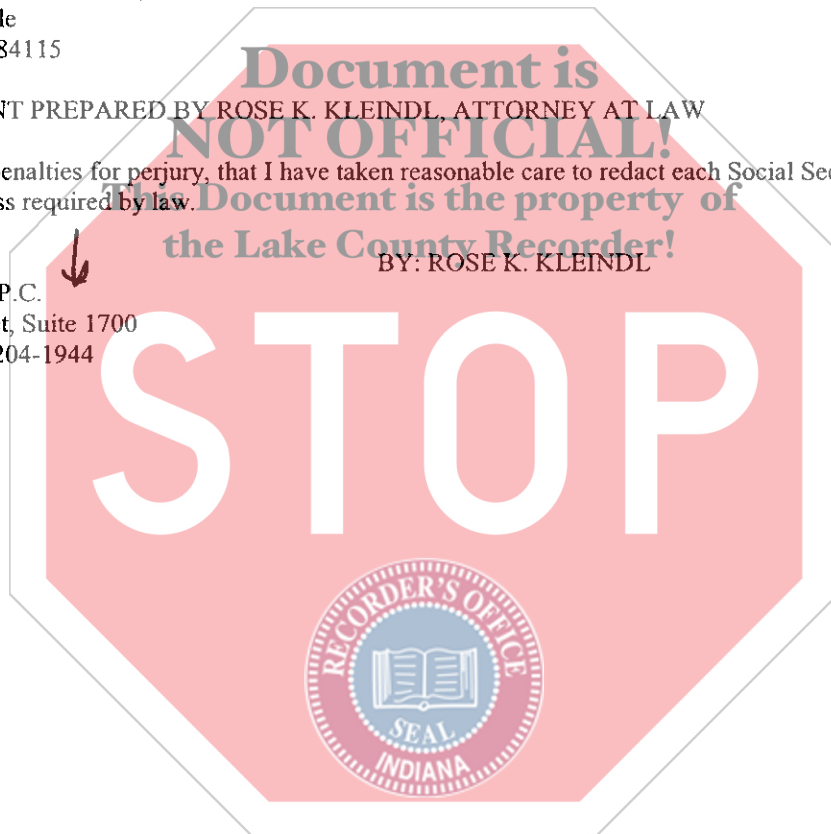 le
84115
Document is
NT PREPARED BY ROSE K. KLEINDL, ATTORNEY AT LAW
NOT OFFICIAL!
enalties for perjury, that I have taken reasonable care to redact each Social Sec
This Document is the property of
ss required by law.
the Lake County Recorder!
BY: ROSE K. KLEINDL
P.C.
t, Suite 1700
204-1944
STOP
RECORDER'S OFFICE
SEAL
INDIANA